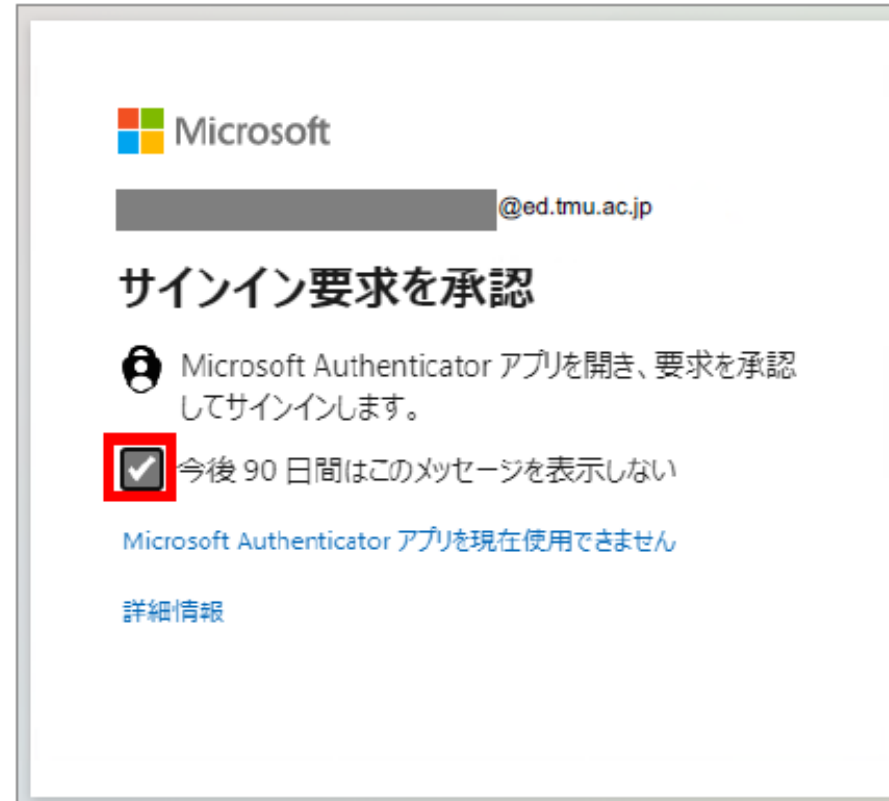 Microsoft
@ed.tmu.ac.jp
サインイン要求を承認
Microsoft Authenticator アプリを開き、要求を承認
してサインインします。
今後 90 日間はこのメッセージを表示しない
Microsoft Authenticator アプリを現在使用できません
詳細情報